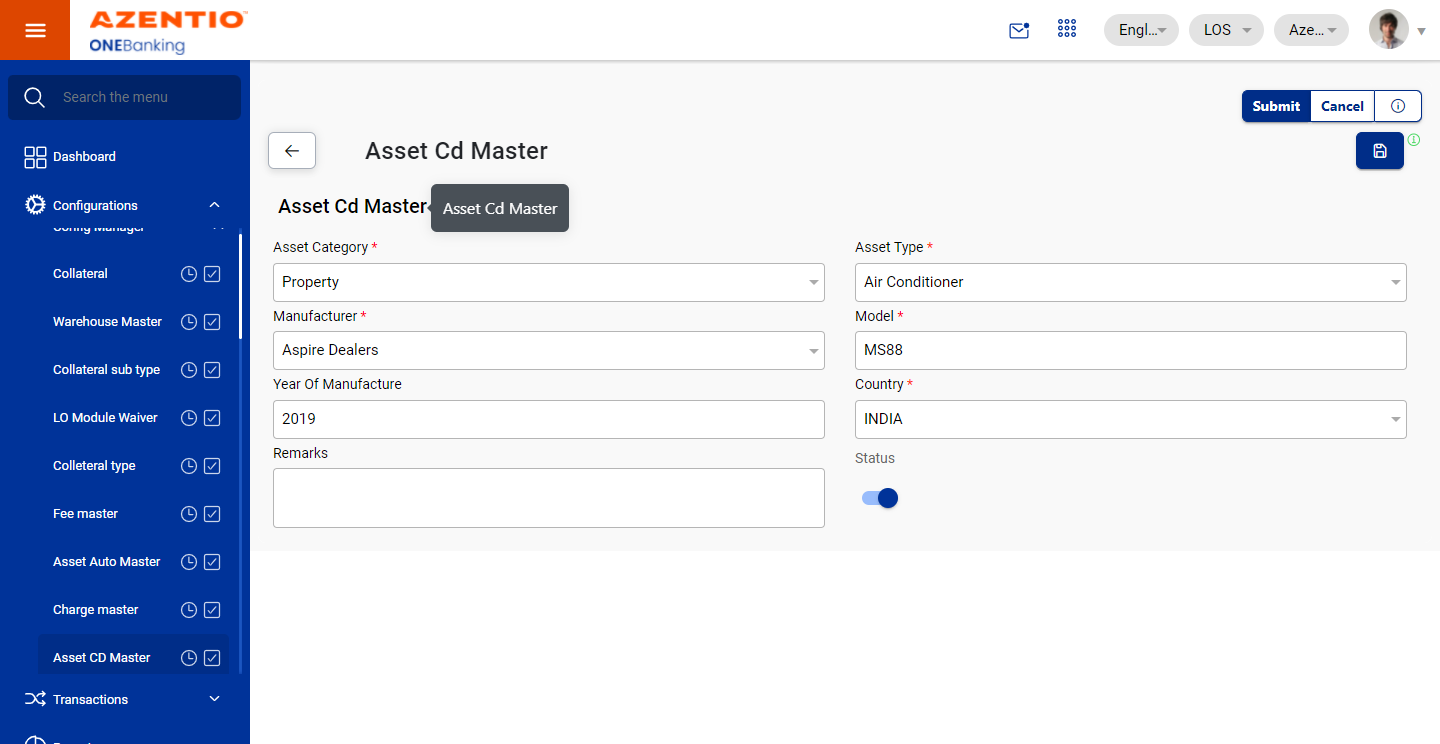 AZENTIO
ONEBanking
Engl...
LOS
Aze...
Search the menu
Dashboard
Configurations
Config Manager
Collateral
Warehouse Master
Collateral sub type
LO Module Waiver
Colleteral type
Fee master
Asset Auto Master
Charge master
Asset CD Master
Transactions
Submit
Cancel
Asset Cd Master
Asset Cd Master
Asset Cd Master
Asset Category *
Property
Asset Type *
Air Conditioner
Manufacturer *
Aspire Dealers
Model *
MS88
Year Of Manufacture
2019
Country *
INDIA
Remarks
Status